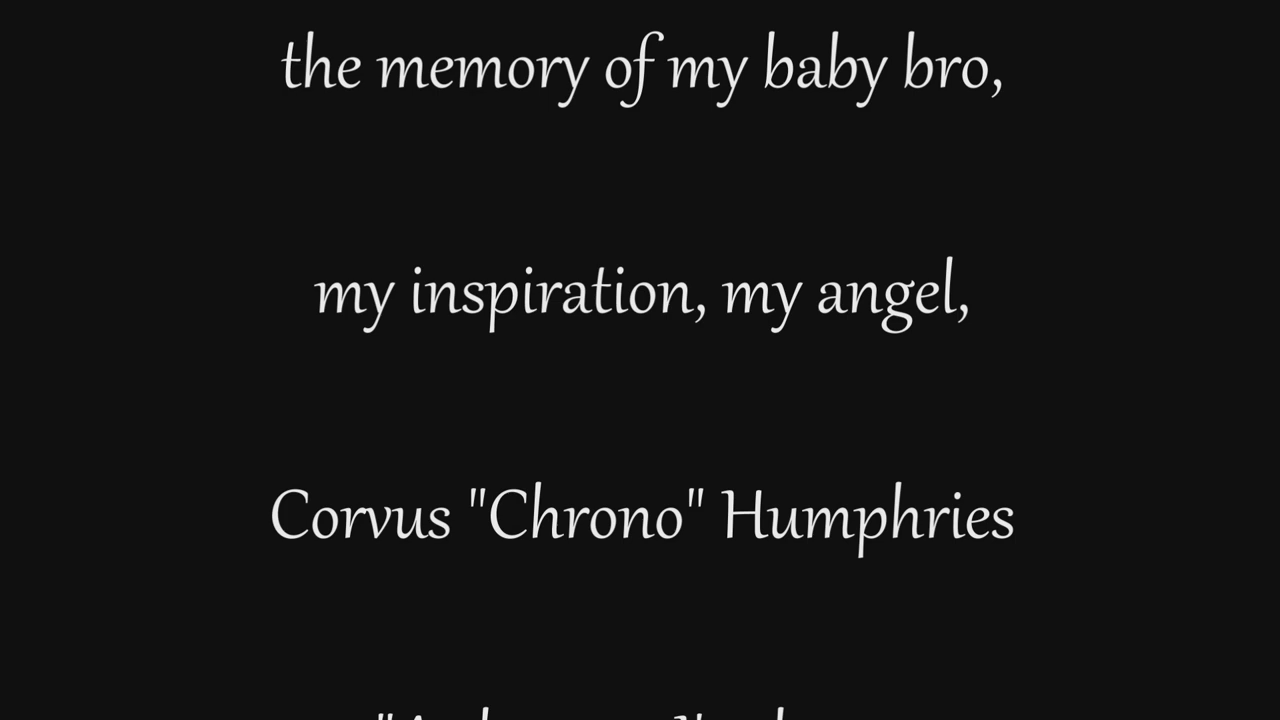 the memory of my baby bro,
my inspiration, my angel,
Corvus "Chrono" Humphries